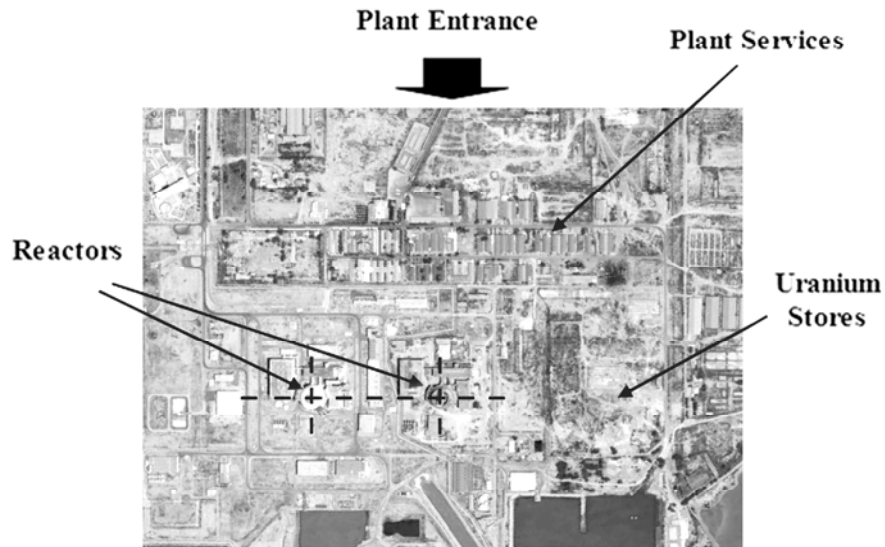 Plant Entrance
Plant Services
Reactors
Uranium
Stores